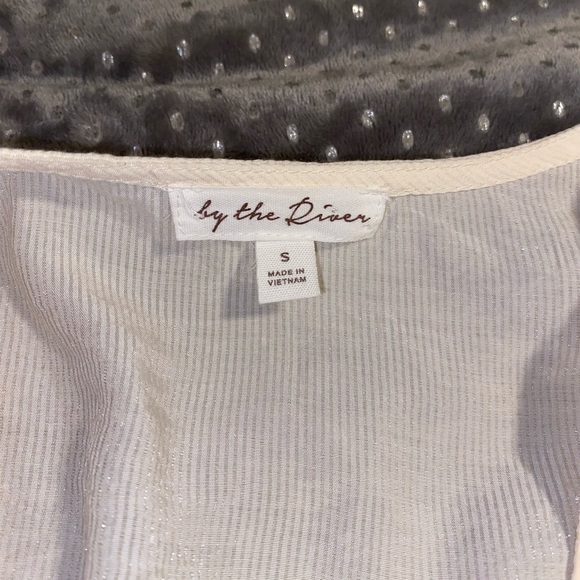 by the River
S
MADE IN
VIETNAM